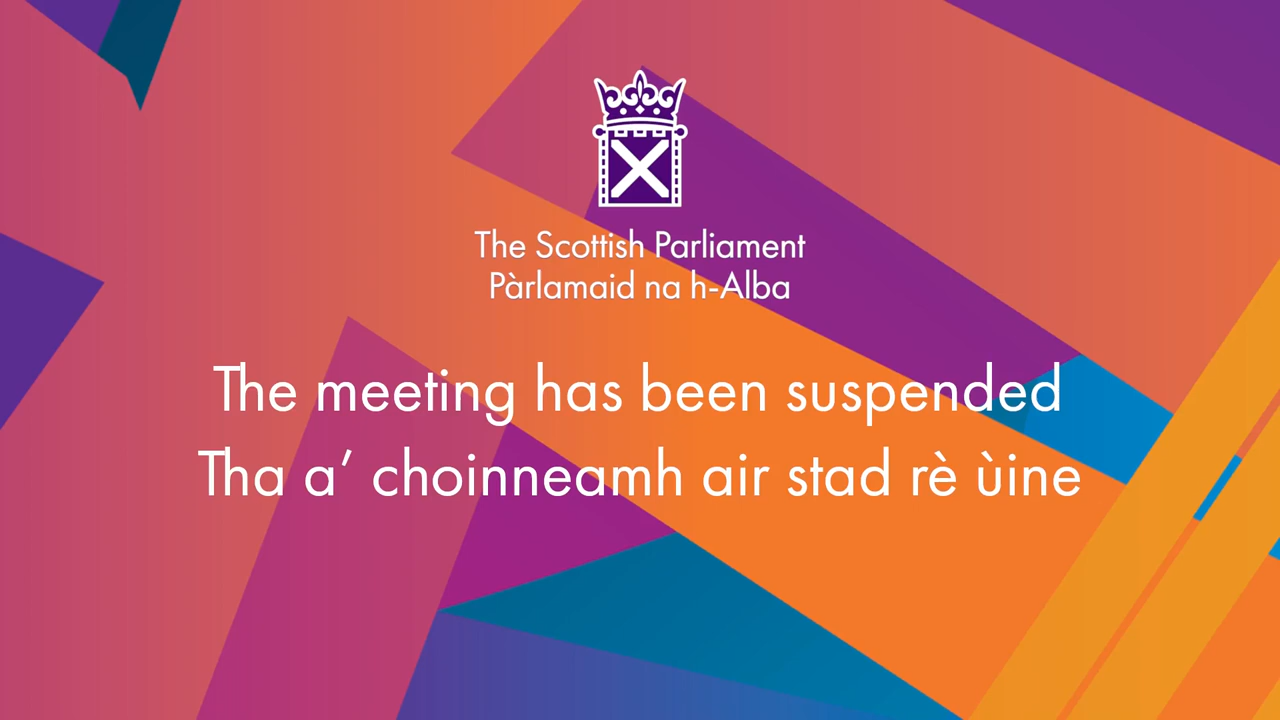 The Scottish Parliament
Pàrlamaid na h-Alba
The meeting has been suspended
Tha a’ choinneamh air stad rè ùine